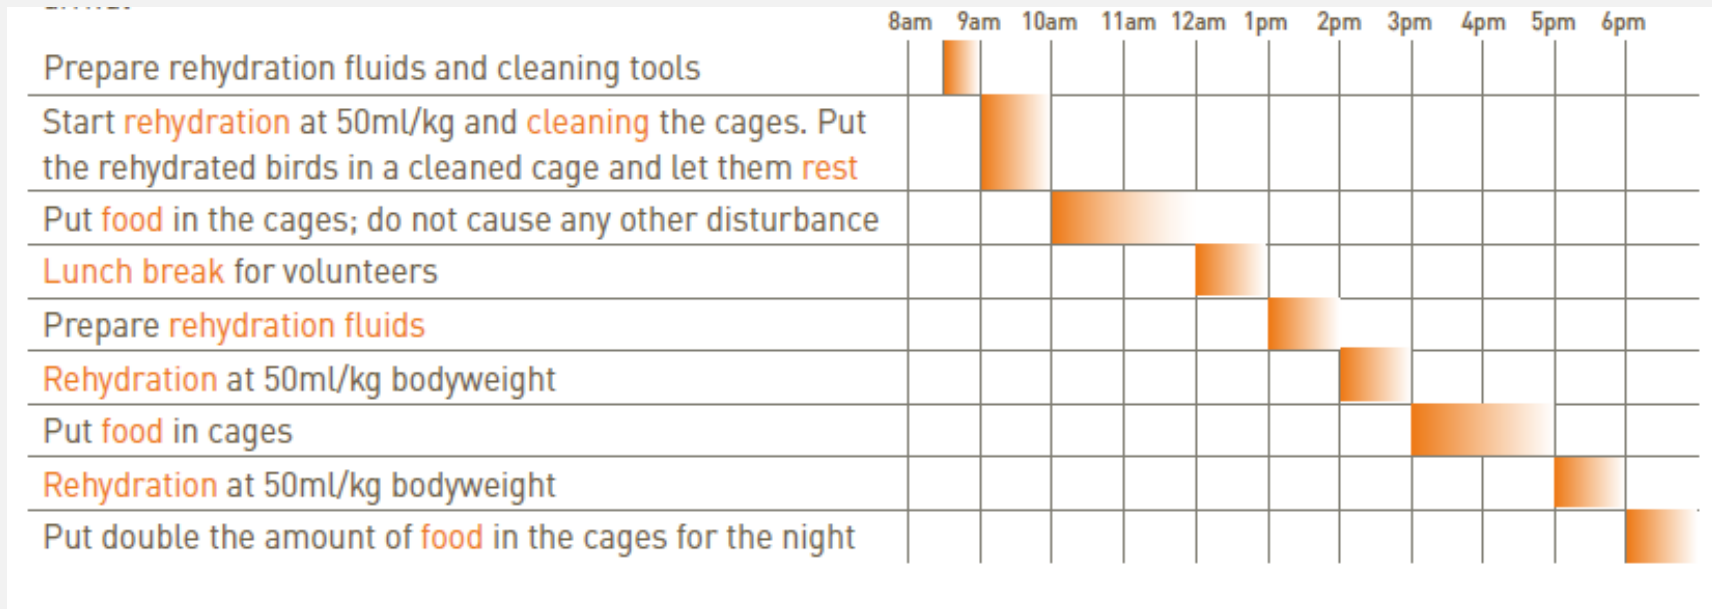 8am 9am 10am 11am 12am 1pm 2pm 3pm 4pm 5pm 6pm
Prepare rehydration fluids and cleaning tools
Start rehydration at 50ml/kg and cleaning the cages. Put
the rehydrated birds in a cleaned cage and let them rest
Put food in the cages; do not cause any other disturbance
Lunch break for volunteers
Prepare rehydration fluids
Rehydration at 50ml/kg bodyweight
Put food in cages
Rehydration at 50ml/kg bodyweight
Put double the amount of food in the cages for the night